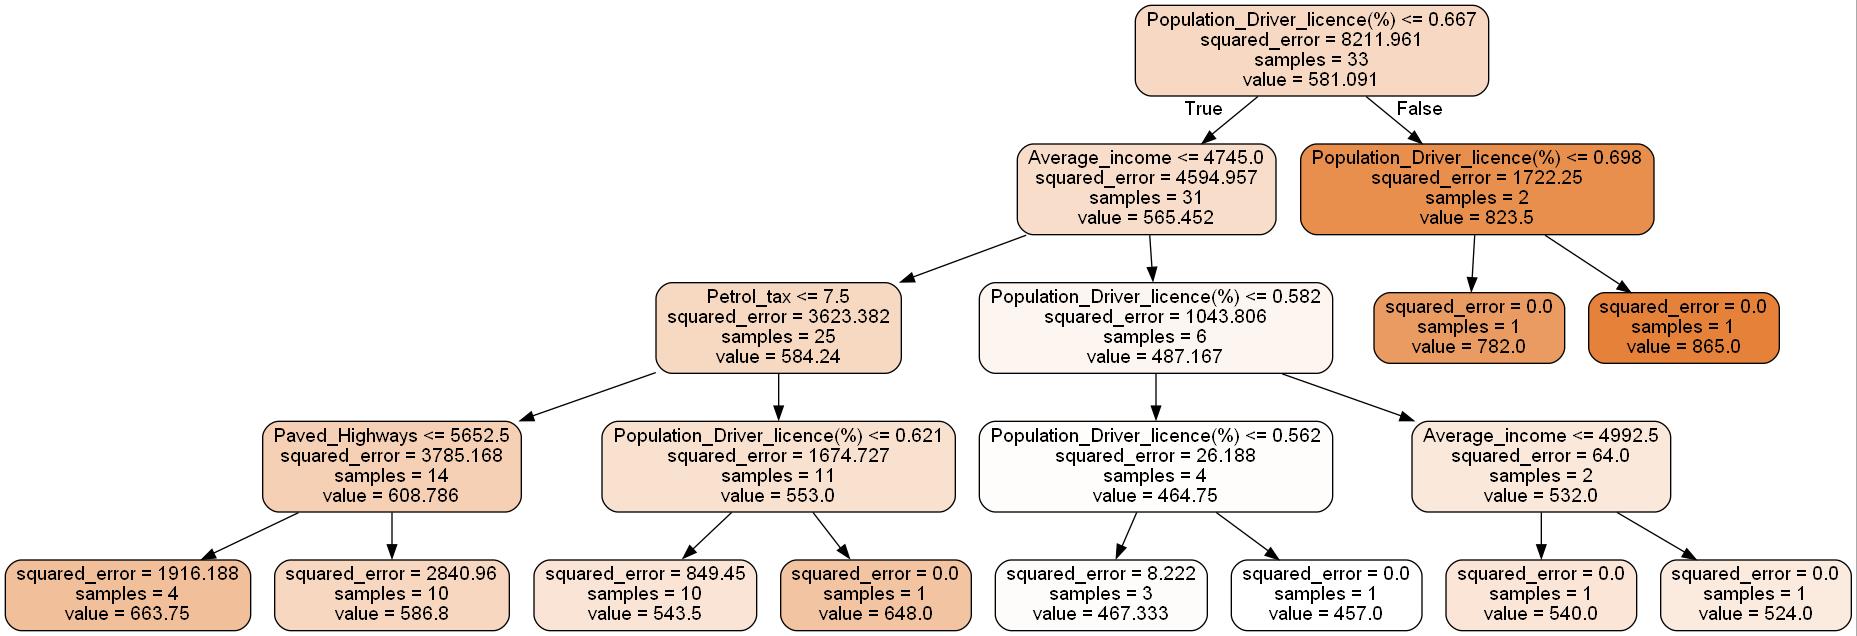 Population_Driver_licence(%) <= 0.667
squared_error = 8211.961
samples = 33
value = 581.091
True
False
Average_income <= 4745.0
squared_error = 4594.957
samples = 31
value = 565.452
Population_Driver_licence(%) <= 0.698
squared_error = 1722.25
samples = 2
value = 823.5
Petrol_tax <= 7.5
squared_error = 3623.382
samples = 25
value = 584.24
Population_Driver_licence(%) <= 0.582
squared_error = 1043.806
samples = 6
value = 487.167
squared_error = 0.0
samples = 1
value = 782.0
squared_error = 0.0
samples = 1
value = 865.0
Paved_Highways <= 5652.5
squared_error = 3785.168
samples = 14
value = 608.786
Population_Driver_licence(%) <= 0.621
squared_error = 1674.727
samples = 11
value = 553.0
Population_Driver_licence(%) <= 0.562
squared_error = 26.188
samples = 4
value = 464.75
Average_income <= 4992.5
squared_error = 64.0
samples = 2
value = 532.0
squared_error = 1916.188
samples = 4
value = 663.75
squared_error = 2840.96
samples = 10
value = 586.8
squared_error = 849.45
samples = 10
value = 543.5
squared_error = 0.0
samples = 1
value = 648.0
squared_error = 8.222
samples = 3
value = 467.333
squared_error = 0.0
samples = 1
value = 457.0
squared_error = 0.0
samples = 1
value = 540.0
squared_error = 0.0
samples = 1
value = 524.0